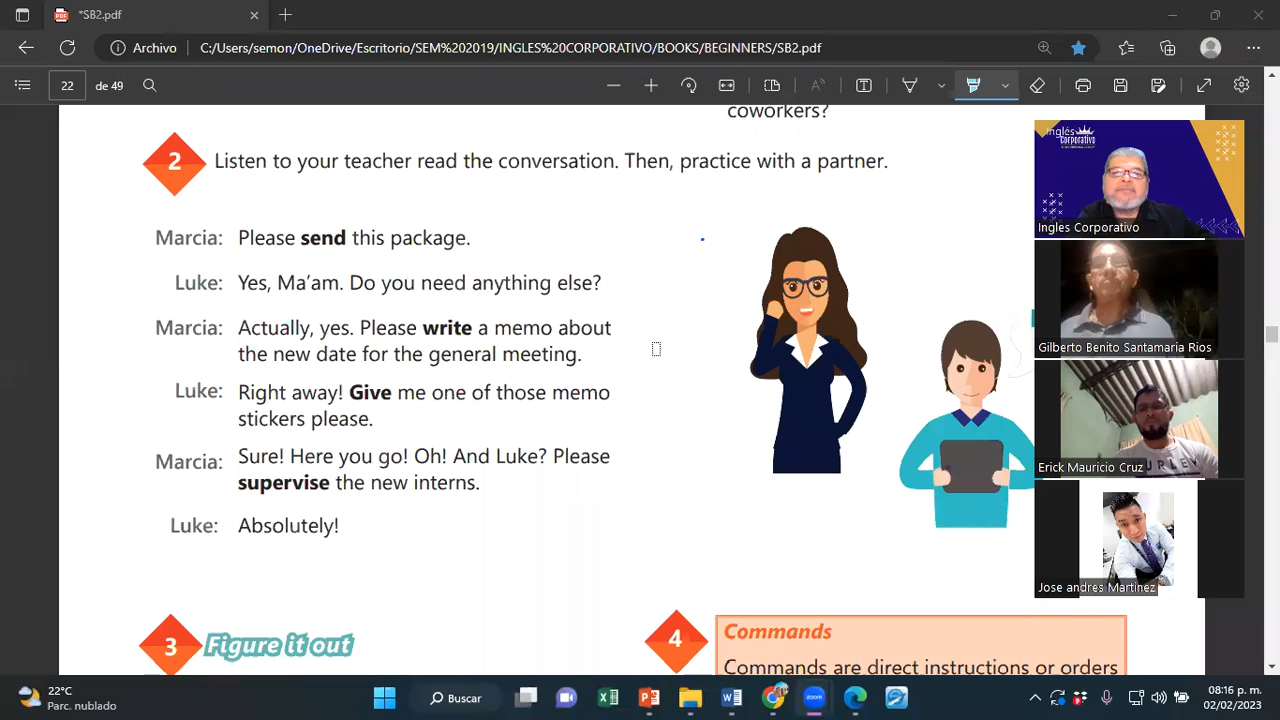 *SB2.pdf
Archivo
C:/Users/semon/OneDrive/Escritorio/SEM%202019/INGLES%20CORPORATIVO/BOOKS/BEGINNERS/SB2.pdf
22
de 49
coworkers?
2
Listen to your teacher read the conversation. Then, practice with a partner.
Marcia: Please send this package.
Luke: Yes, Ma’am. Do you need anything else?
Marcia: Actually, yes. Please write a memo about
the new date for the general meeting.
Luke: Right away! Give me one of those memo
stickers please.
Marcia: Sure! Here you go! Oh! And Luke? Please
supervise the new interns.
Luke: Absolutely!
3
Figure it out
4
Commands
Commands are direct instructions or orders
Inglés
Corporativo
Ingles Corporativo
Gilberto Benito Santamaria Rios
Erick Mauricio Cruz
Jose andres Martinez
22°C
Parc. nublado
Buscar
zoom
08:16 p. m.
02/02/2023